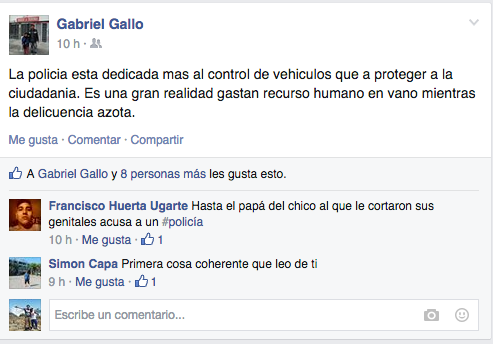 Gabriel Gallo
10 h ·
La policia esta dedicada mas al control de vehiculos que a proteger a la
ciudadania. Es una gran realidad gastan recurso humano en vano mientras
la delicuencia azota.
Me gusta · Comentar · Compartir
A Gabriel Gallo y 8 personas más les gusta esto.
Francisco Huerta Ugarte Hasta el papá del chico al que le cortaron sus
genitales acusa a un #policía
10 h · Me gusta · 1
Simon Capa Primera cosa coherente que leo de ti
9 h · Me gusta · 1
Escribe un comentario...